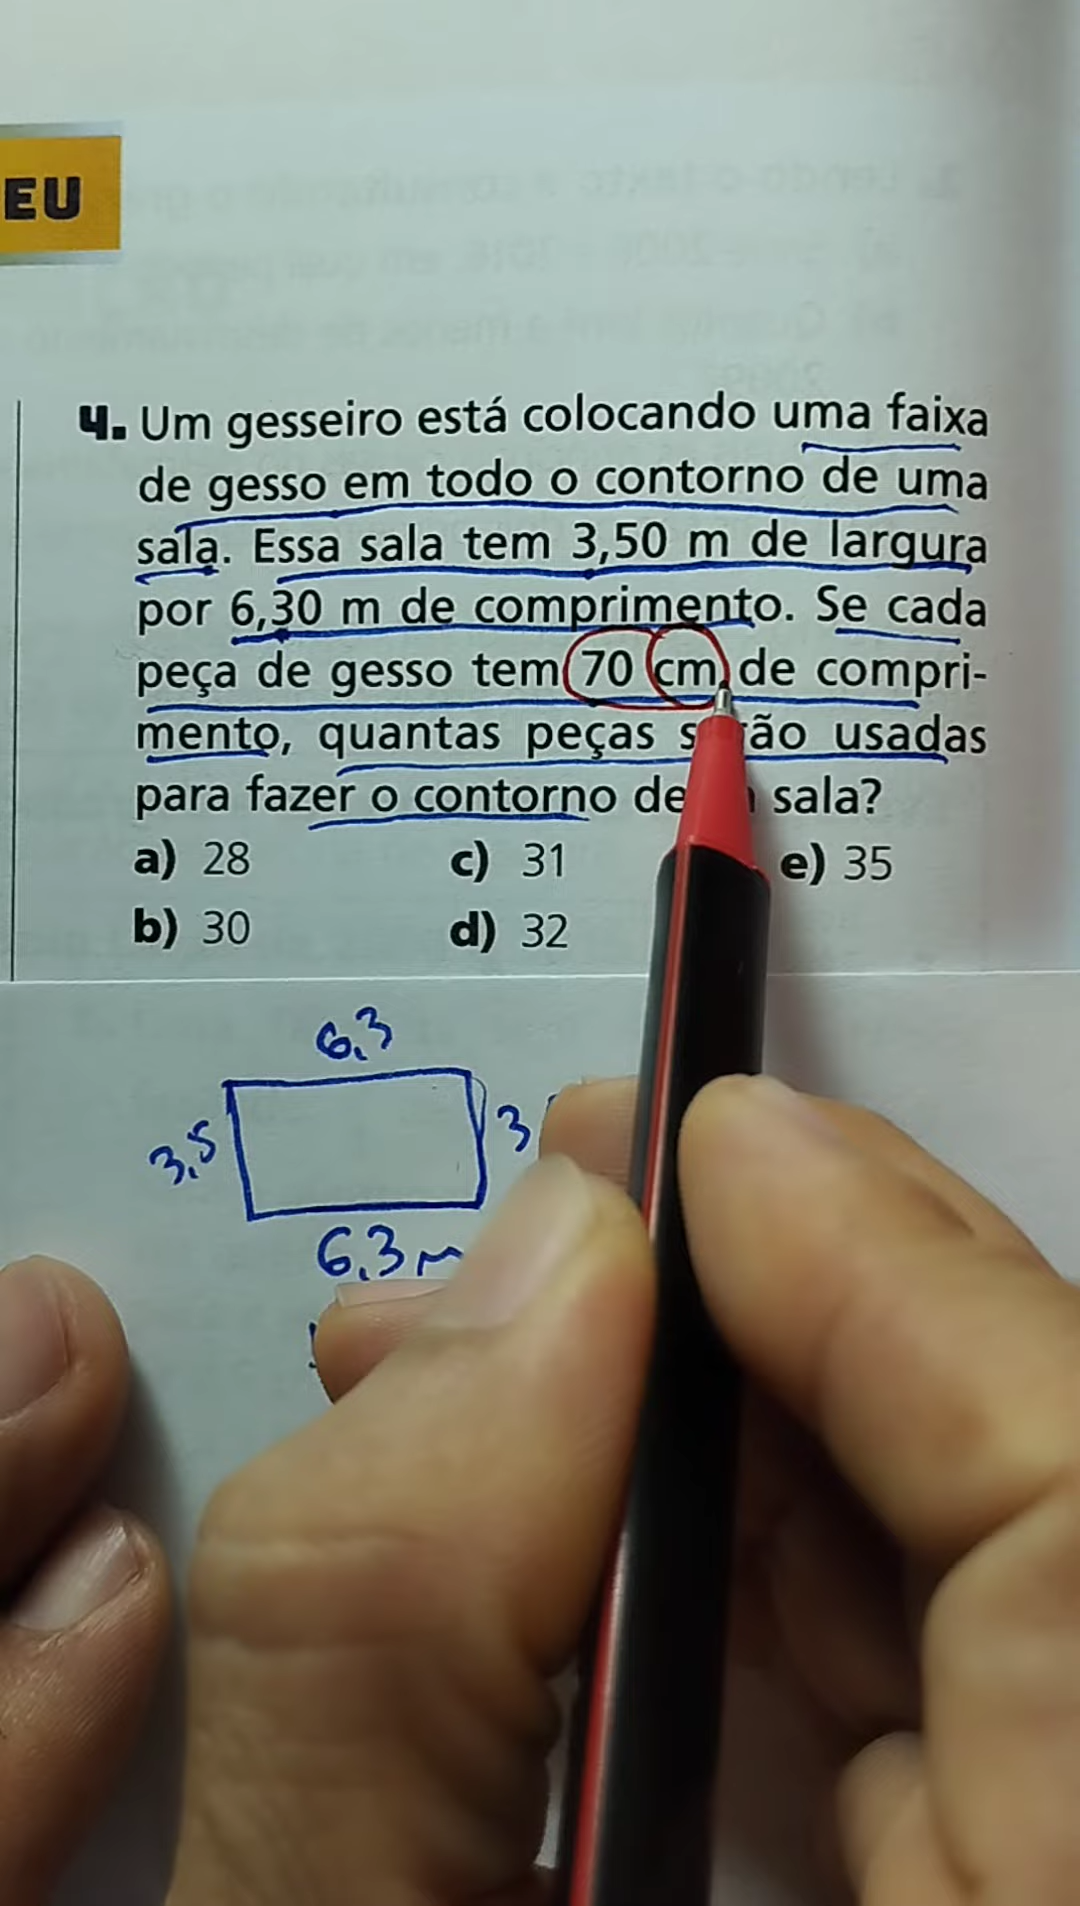 EU
4. Um gesseiro está colocando uma faixa
de gesso em todo o contorno de uma
sala. Essa sala tem 3,50 m de largura
por 6,30 m de comprimento. Se cada
peça de gesso tem 70 cm de compri-
mento, quantas peças usadas
para fazer o contorno sala?
a) 28 c) 31 e) 35
b) 30 d) 32
6,3
3,5 3
6,3 m